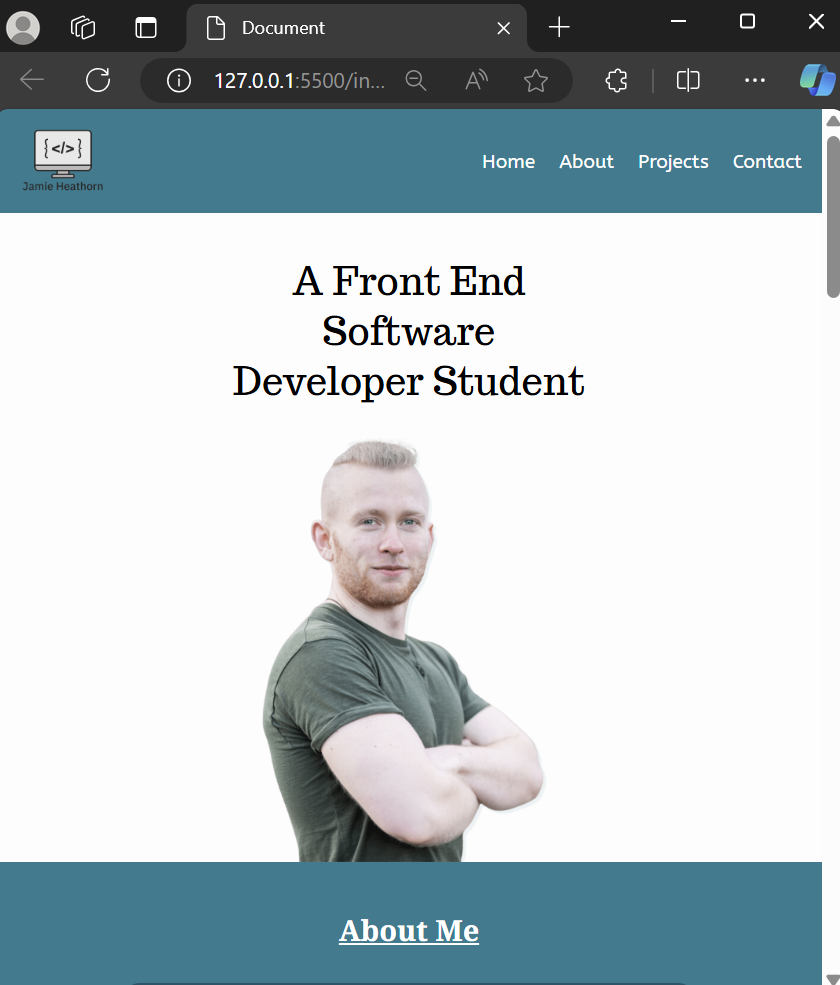 Document
127.0.0.1:5500/in...
{</>}
Jamie Heathorn
Home About Projects Contact
A Front End
Software
Developer Student
About Me